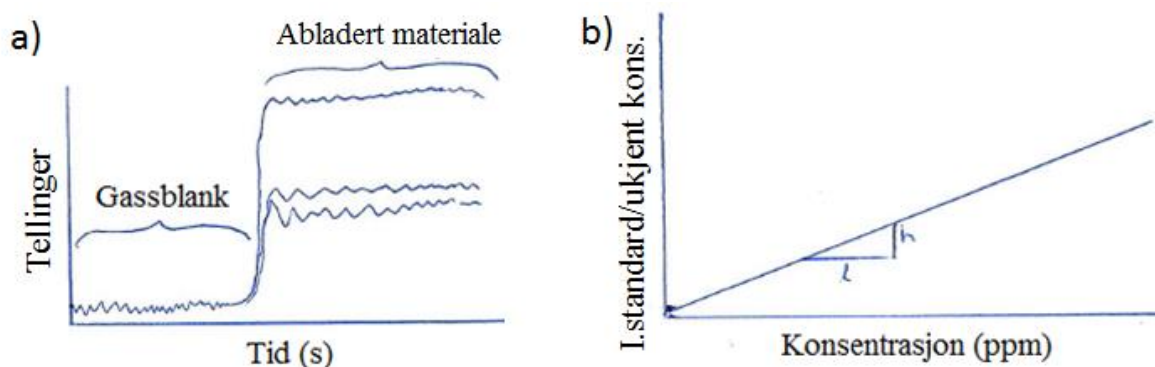 a)
Abladert materiale
Gassblank
Tellinger
Tid (s)
b)
I.standard/ukjent kons.
h
l
Konsentrasjon (ppm)